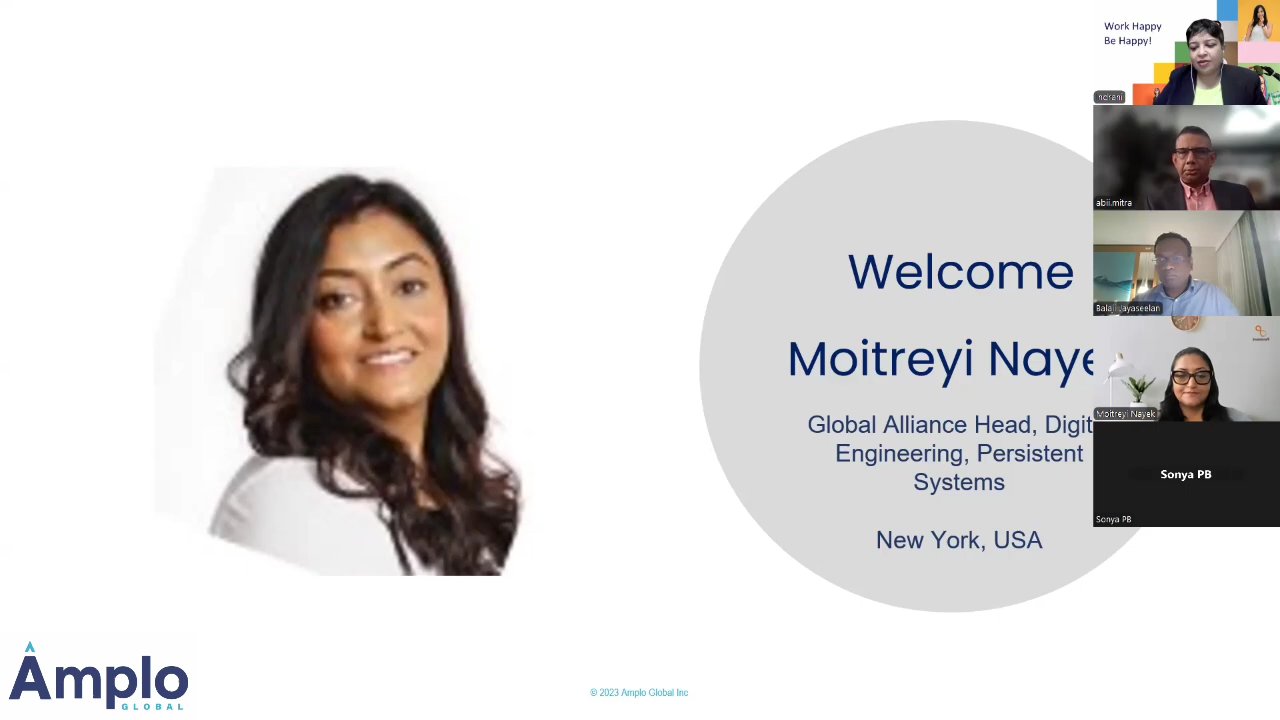 Welcome
Moitreyi Naye
Global Alliance Head, Digit
Engineering, Persistent
Systems
New York, USA
Work Happy
Be Happy!
ndrani
abii.mitra
Balaji Jayaseelan
Moitreyi Nayek
Sonya PB
Sonya PB
Amplo
GLOBAL
© 2023 Amplo Global Inc